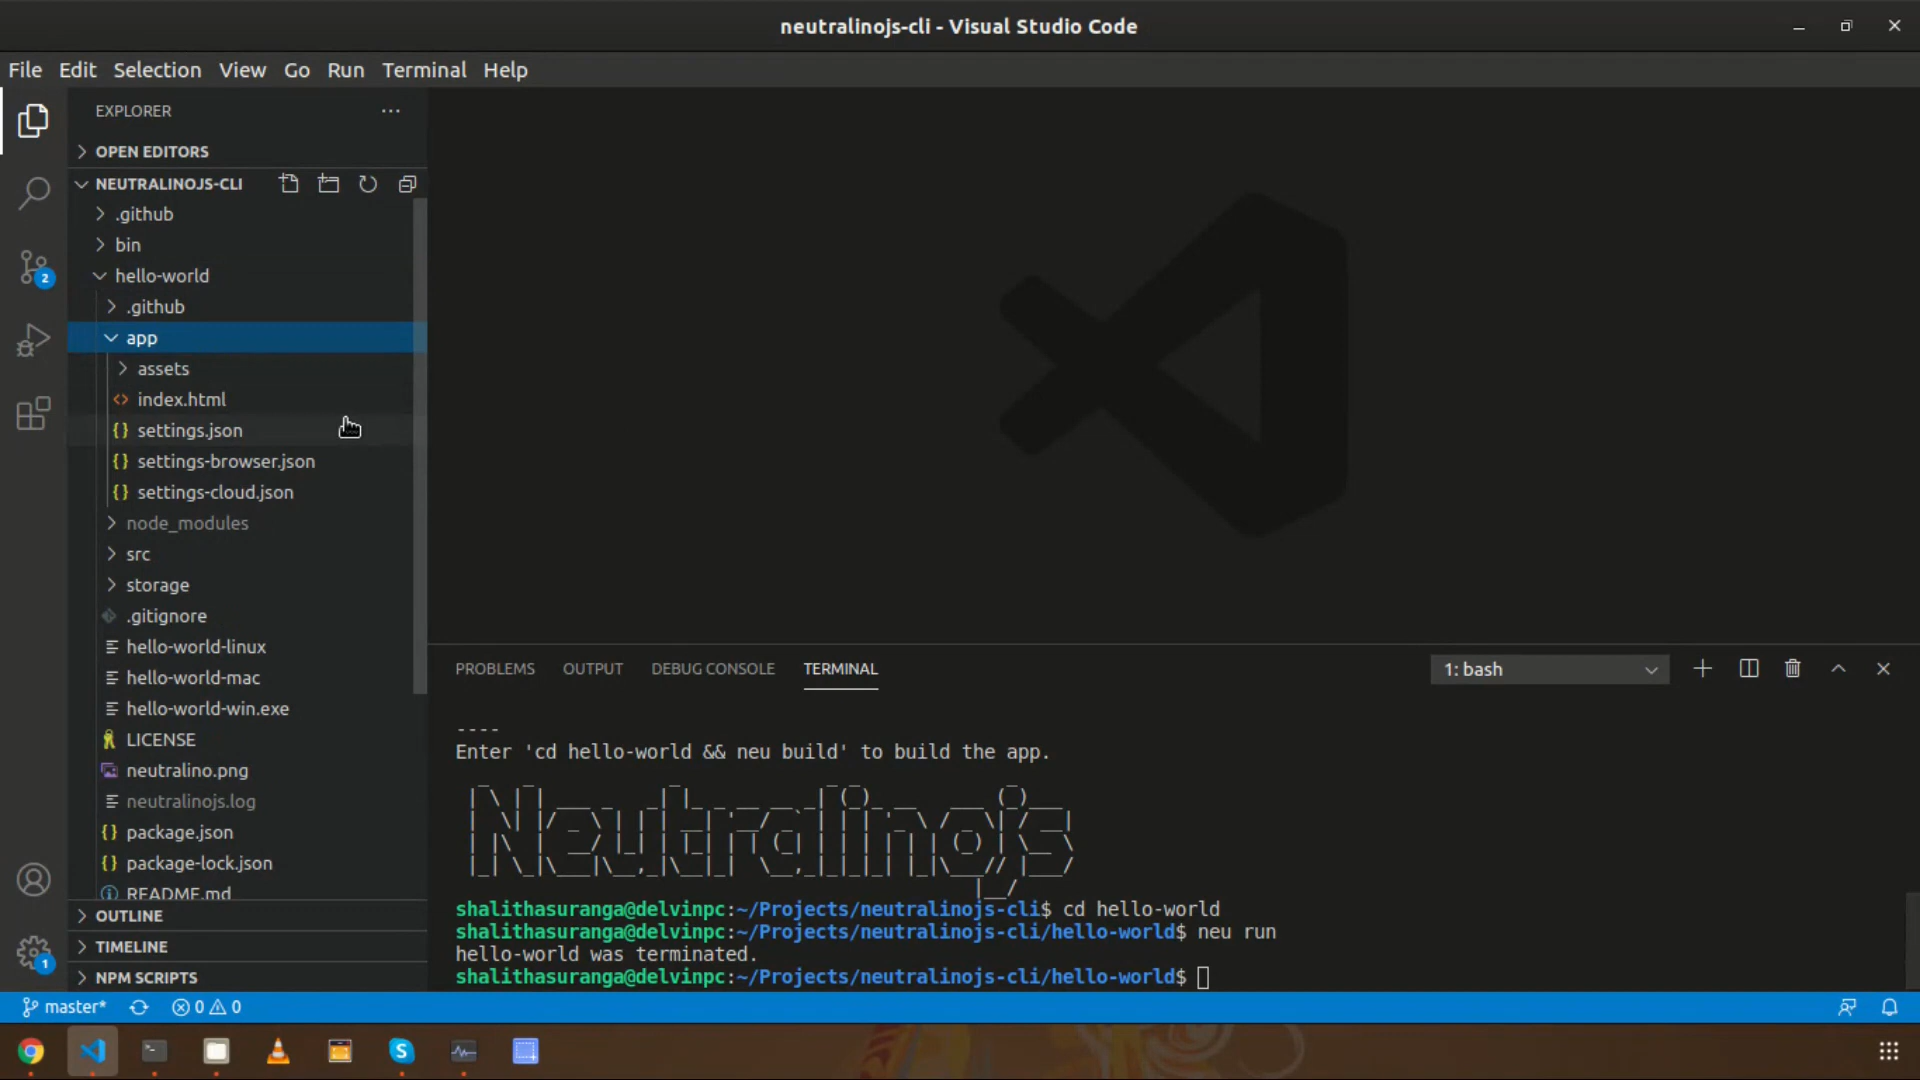 neutralinojs-cli - Visual Studio Code
File Edit Selection View Go Run Terminal Help
EXPLORER
OPEN EDITORS
NEUTRALINOJS-CLI
.github
bin
2
hello-world
.github
app
assets
index.html
settings.json
settings-browser.json
settings-cloud.json
node_modules
src
storage
.gitignore
hello-world-linux
hello-world-mac
hello-world-win.exe
LICENSE
neutralino.png
neutralinojs.log
package.json
package-lock.json
README.md
OUTLINE
TIMELINE
1
NPM SCRIPTS
PROBLEMS OUTPUT DEBUG CONSOLE TERMINAL
1: bash
----
Enter 'cd hello-world && neu build' to build the app.
Neutralinojs
shalithasuranga@delvinpc:~/Projects/neutralinojs-cli$ cd hello-world
shalithasuranga@delvinpc:~/Projects/neutralinojs-cli/hello-world$ neu run
hello-world was terminated.
shalithasuranga@delvinpc:~/Projects/neutralinojs-cli/hello-world$
master* 0 0